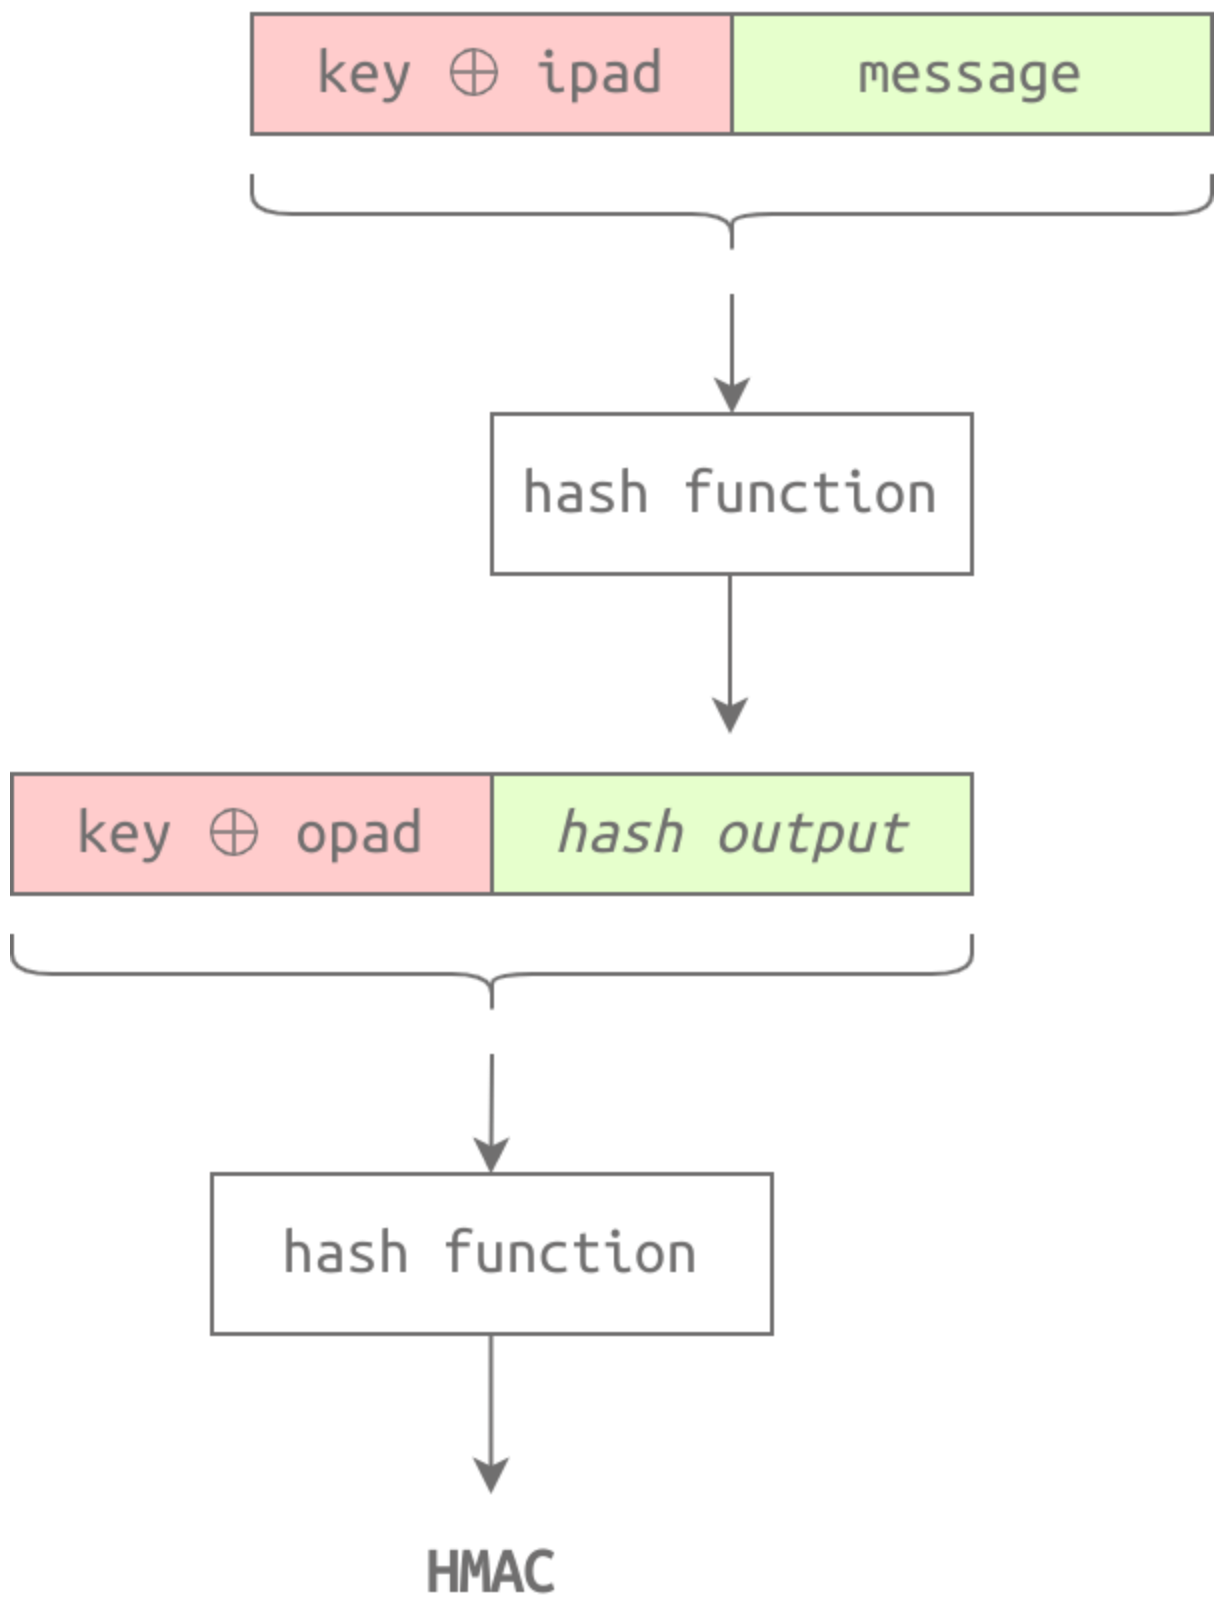 key ⊕ ipad message
hash function
key ⊕ opad hash output
hash function
HMAC